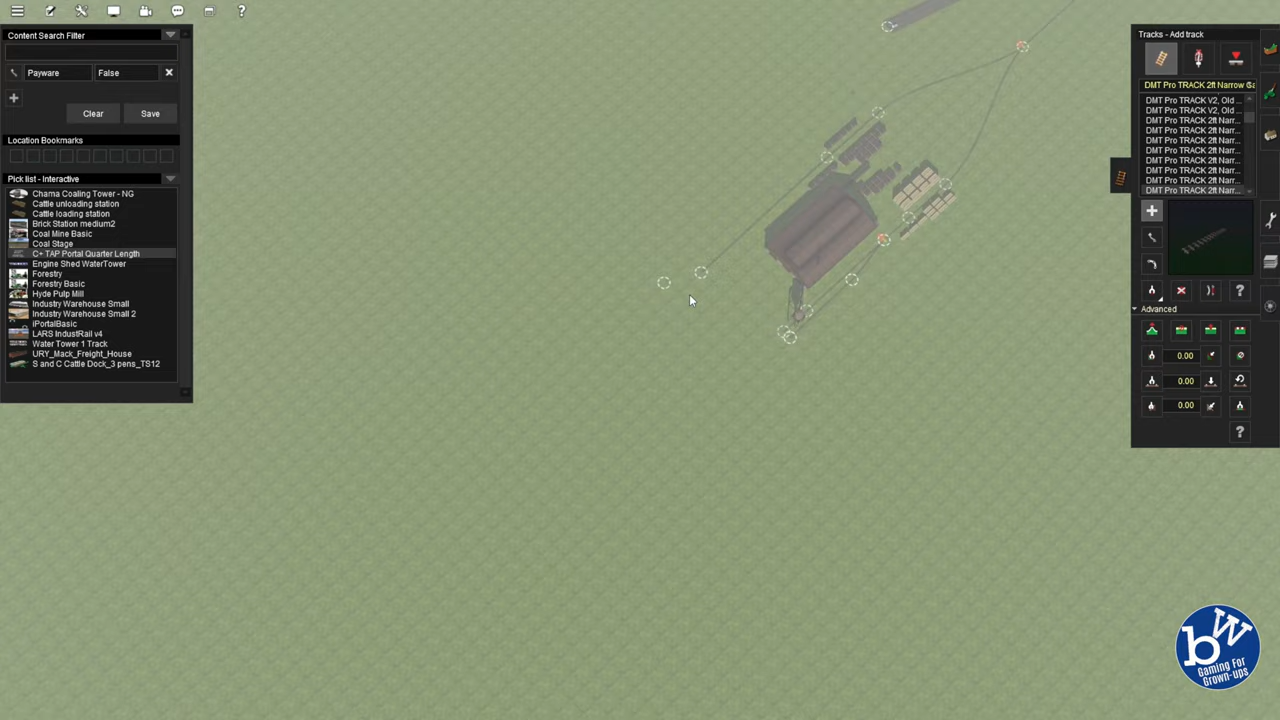 Content Search Filter
Payware False
Clear Save
Location Bookmarks
Pick list - Interactive
Chama Coaling Tower - NG
Cattle unloading station
Cattle loading station
Brick Station medium2
Coal Mine Basic
Coal Stage
C+ TAP Portal Quarter Length
Engine Shed WaterTower
Forestry
Forestry Basic
Hyde Pulp Mill
Industry Warehouse Small
Industry Warehouse Small 2
iPortalBasic
LARS IndustRail v4
Water Tower 1 Track
URY_Mack_Freight_House
S and C Cattle Dock_3 pens_TS12
Tracks - Add track
DMT Pro TRACK 2ft Narrow Ga
DMT Pro TRACK V2, Old ...
DMT Pro TRACK V2, Old ...
DMT Pro TRACK 2ft Narr...
DMT Pro TRACK 2ft Narr...
DMT Pro TRACK 2ft Narr...
DMT Pro TRACK 2ft Narr...
DMT Pro TRACK 2ft Narr...
DMT Pro TRACK 2ft Narr...
DMT Pro TRACK 2ft Narr...
DMT Pro TRACK 2ft Narr...
Advanced
0.00
0.00
0.00
bW
Gaming For
Grown-ups